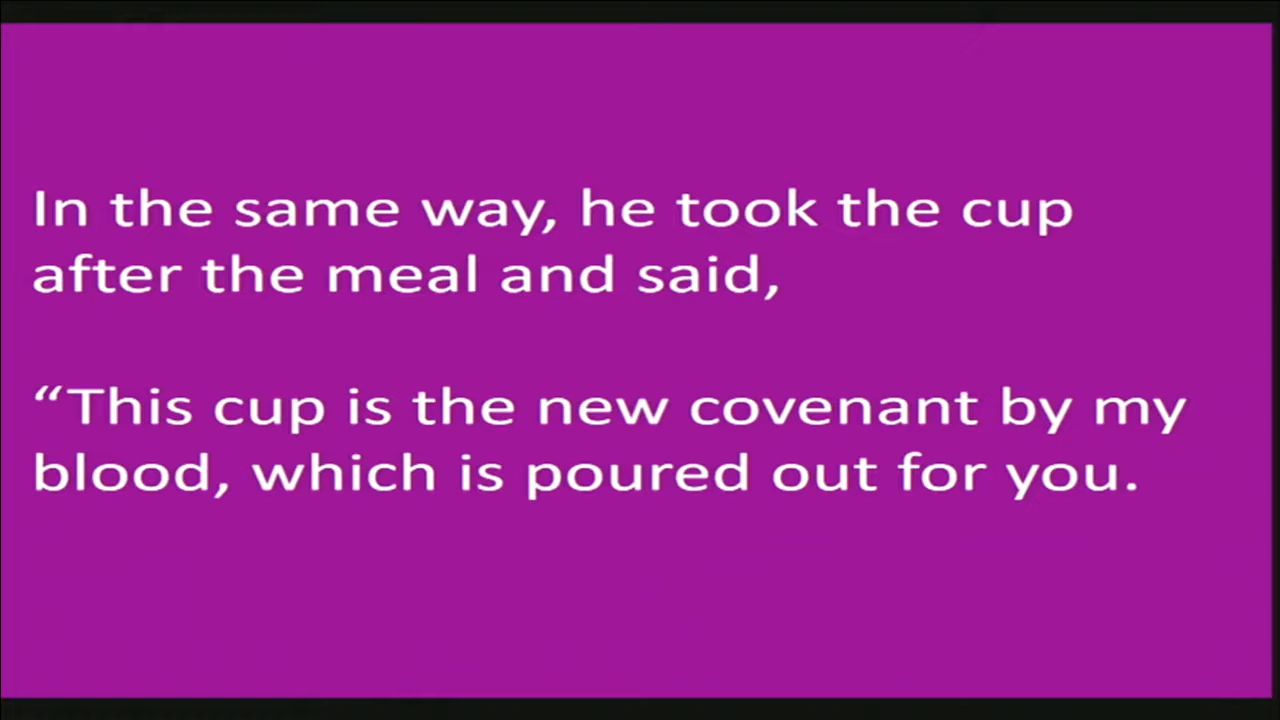 In the same way, he took the cup
after the meal and said,
“This cup is the new covenant by my
blood, which is poured out for you.